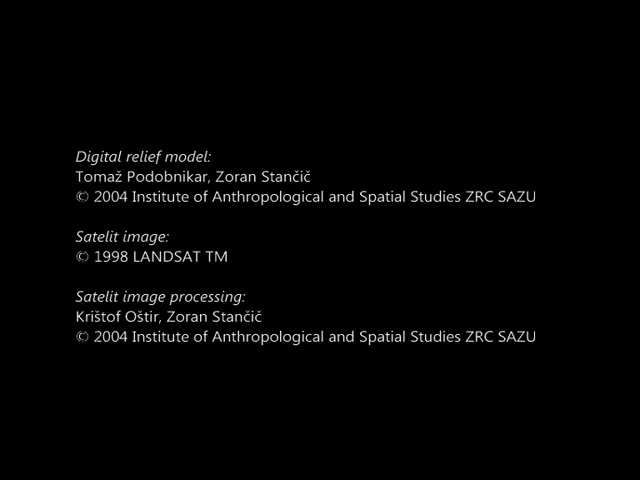 Digital relief model:
Tomaž Podobnikar, Zoran Stančič
© 2004 Institute of Anthropological and Spatial Studies ZRC SAZU
Satelit image:
© 1998 LANDSAT TM
Satelit image processing:
Krištof Oštir, Zoran Stančič
© 2004 Institute of Anthropological and Spatial Studies ZRC SAZU